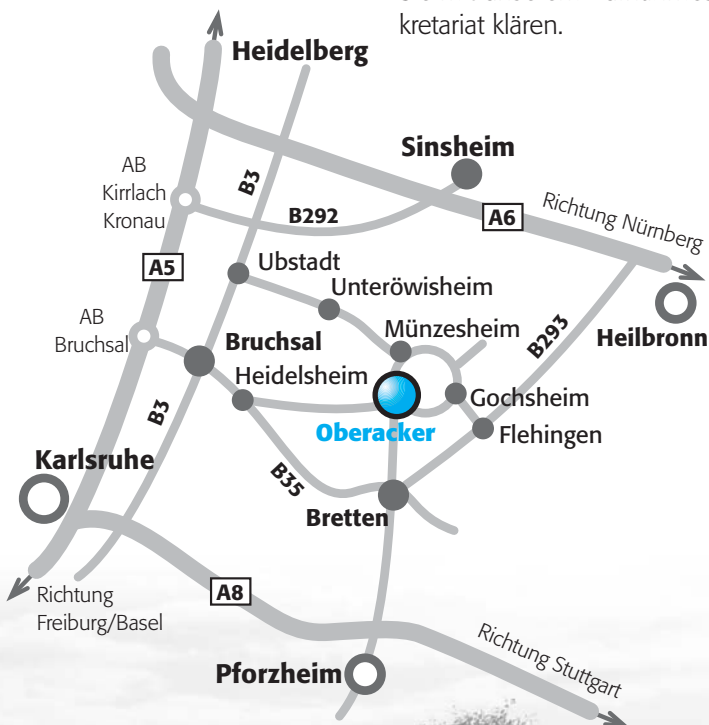 kretariat klären.
Heidelberg
Sinsheim
AB
Kirrlach
Kronau
B3
B292
A6
Richtung Nürnberg
A5
Ubstadt
Unteröwisheim
AB
Bruchsal
Bruchsal
Münzesheim
B293
Heilbronn
Heidelsheim
Gochsheim
B3
Oberacker
Flehingen
Karlsruhe
B35
Bretten
Richtung
Freiburg/Basel
A8
Richtung Stuttgart
Pforzheim